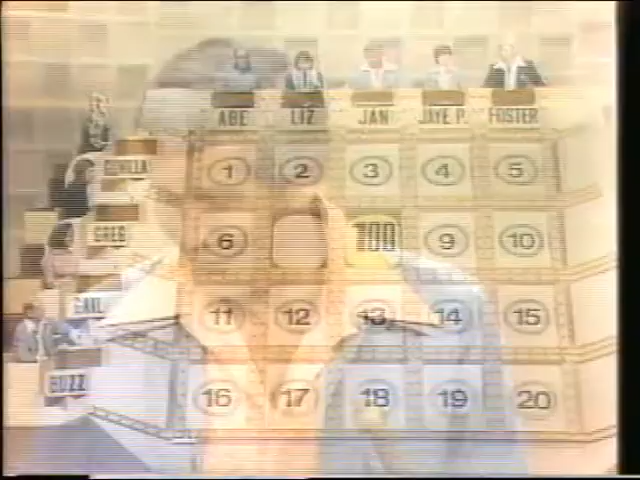 ABE LIZ JAN JAYE P. FOSTER
GUNILLA
1 2 3 4 5
GREG
6 100 9 10
GAIL
11 12 13 14 15
BUZZ
16 17 18 19 20